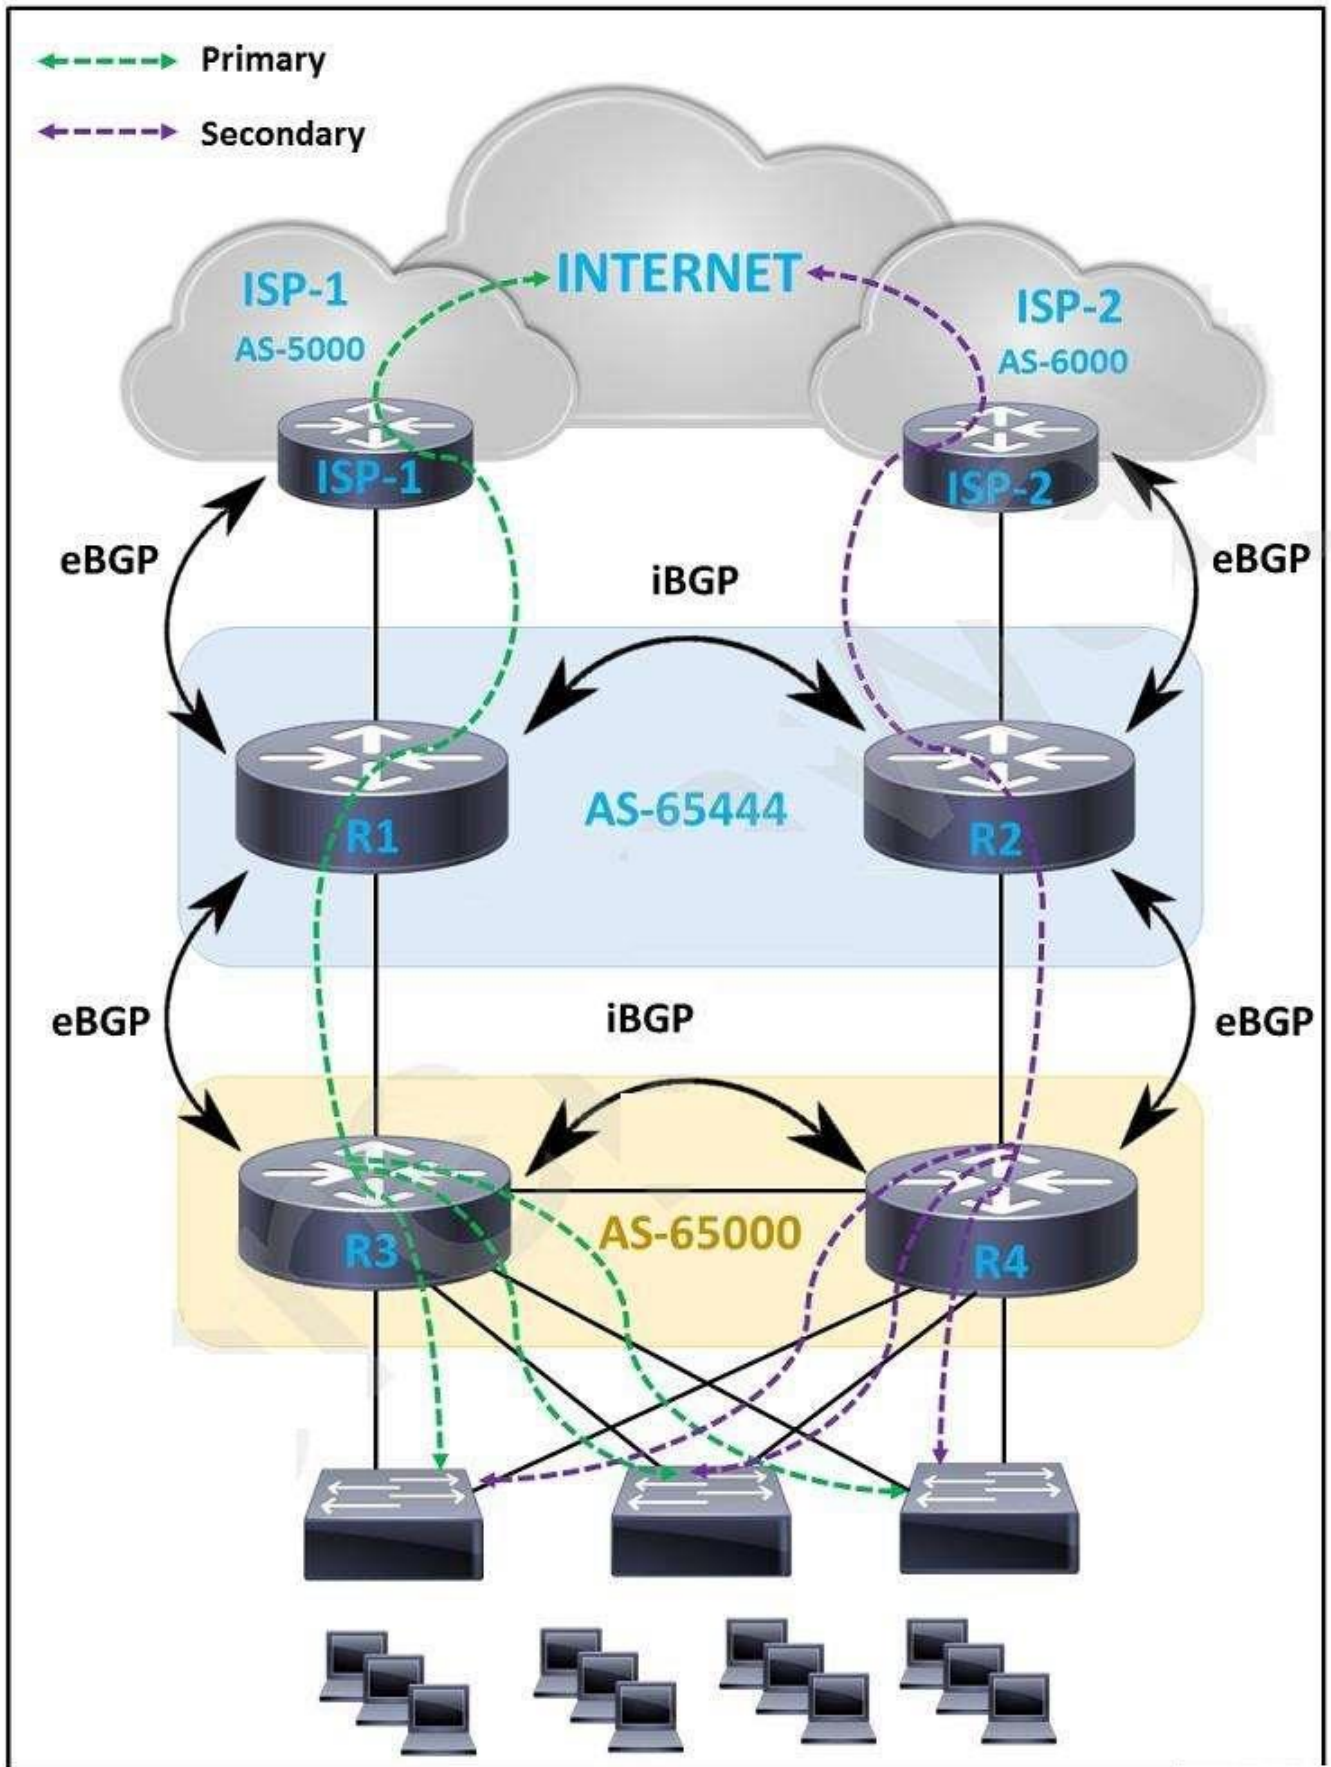 Primary
Secondary
INTERNET
ISP-1
AS-5000
ISP-2
AS-6000
ISP-1
ISP-2
eBGP
iBGP
eBGP
AS-65444
R1
R2
eBGP
iBGP
eBGP
AS-65000
R3
R4